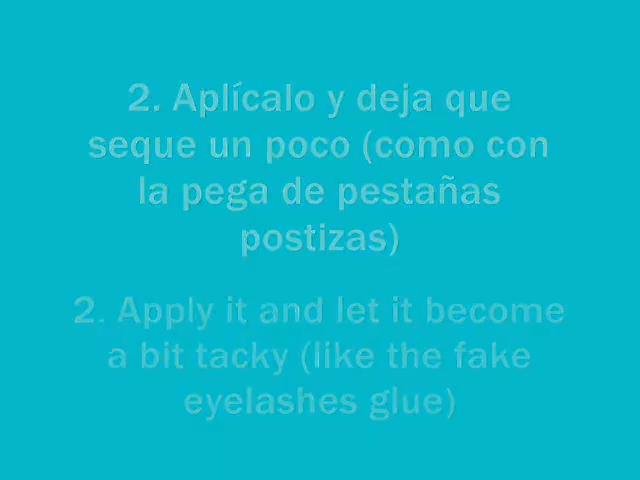 2. Aplícalo y deja que
seque un poco (como con
la pega de pestañas
postizas)
2. Apply it and let it become
a bit tacky (like the fake
eyelashes glue)